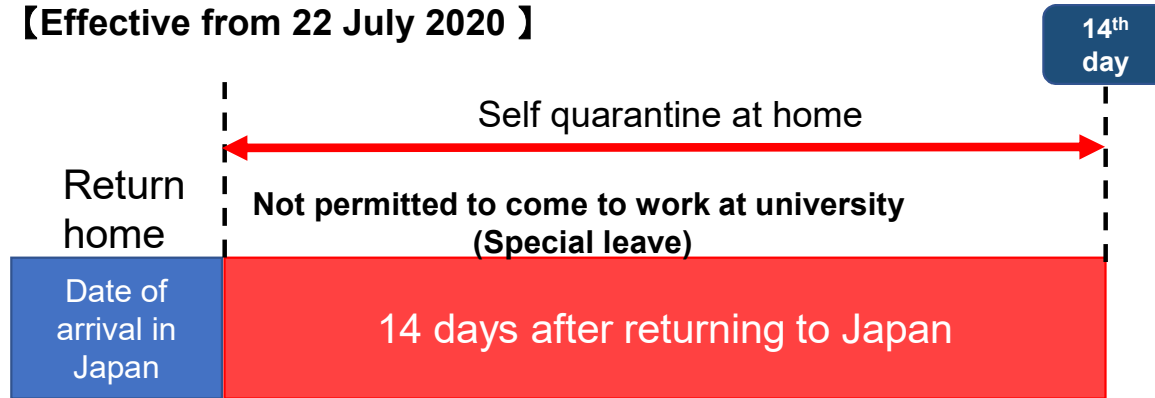 【Effective from 22 July 2020 】
14th
day
Self quarantine at home
Return
home
Not permitted to come to work at university
(Special leave)
Date of
arrival in
Japan
14 days after returning to Japan